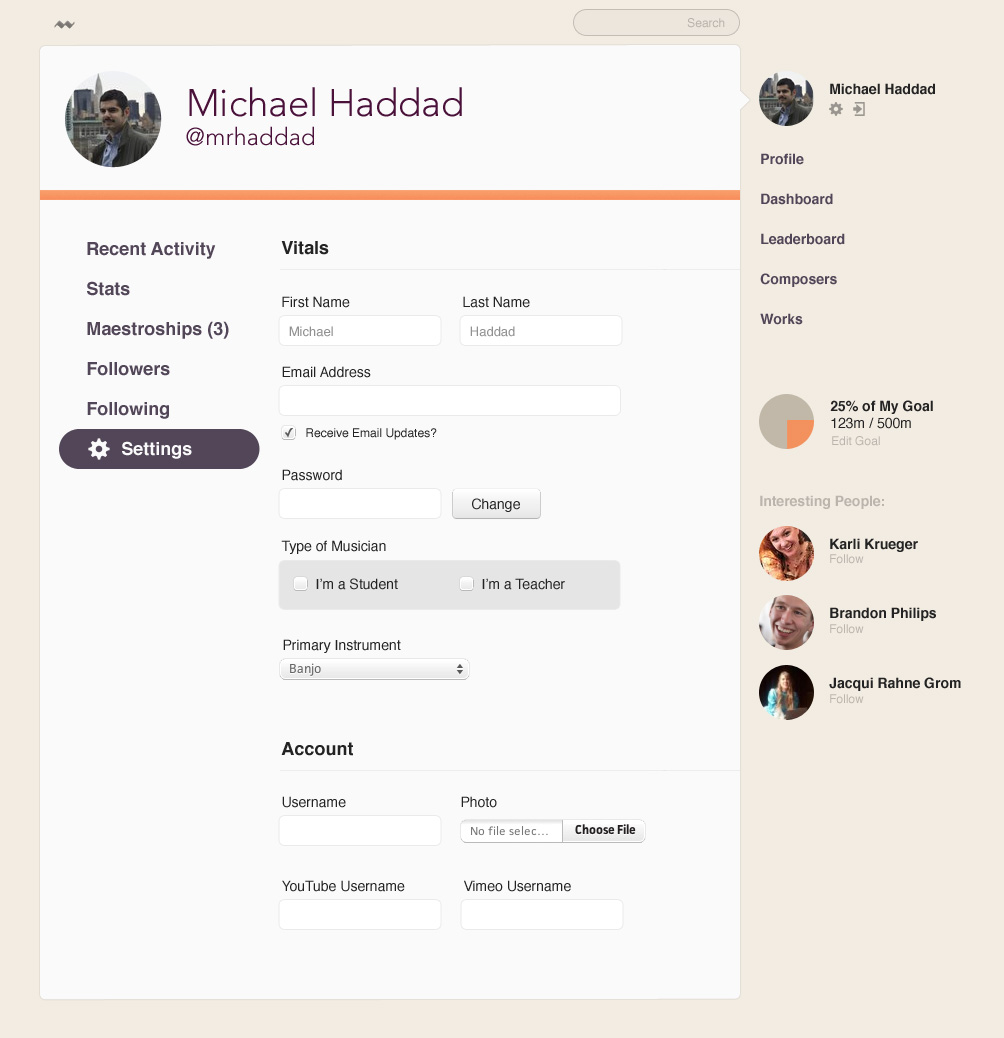 Search
Michael Haddad
@mrhaddad
Recent Activity
Stats
Maestroships (3)
Followers
Following
Settings
Vitals
First Name
Last Name
Michael
Haddad
Email Address
Receive Email Updates?
Password
Change
Type of Musician
I'm a Student
I'm a Teacher
Primary Instrument
Banjo
Account
Username
Photo
No file selec...
Choose File
YouTube Username
Vimeo Username
Michael Haddad
Profile
Dashboard
Leaderboard
Composers
Works
25% of My Goal
123m / 500m
Edit Goal
Interesting People:
Karli Krueger
Follow
Brandon Philips
Follow
Jacqui Rahne Grom
Follow